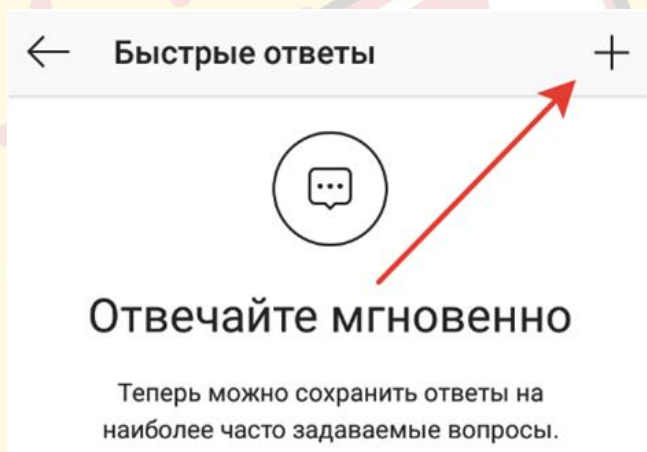 Быстрые ответы
Отвечайте мгновенно
Теперь можно сохранить ответы на
наиболее часто задаваемые вопросы.